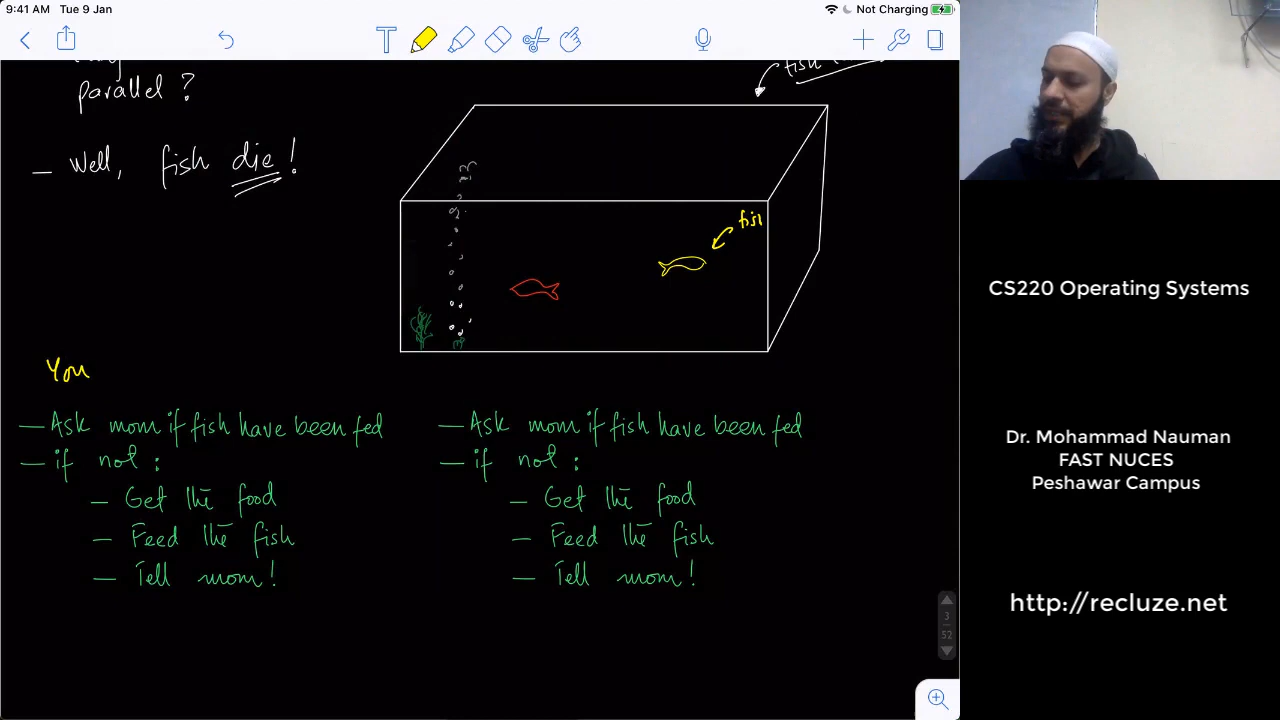 9:41 AM Tue 9 Jan
Not Charging
parallel ?
fish
— Well, fish die !
fish
You
— Ask mom if fish have been fed
— if not :
— Get the food
— Feed the fish
— Tell mom !
— Ask mom if fish have been fed
— if not :
— Get the food
— Feed the fish
— Tell mom !
3
52
CS220 Operating Systems
Dr. Mohammad Nauman
FAST NUCES
Peshawar Campus
http://recluze.net